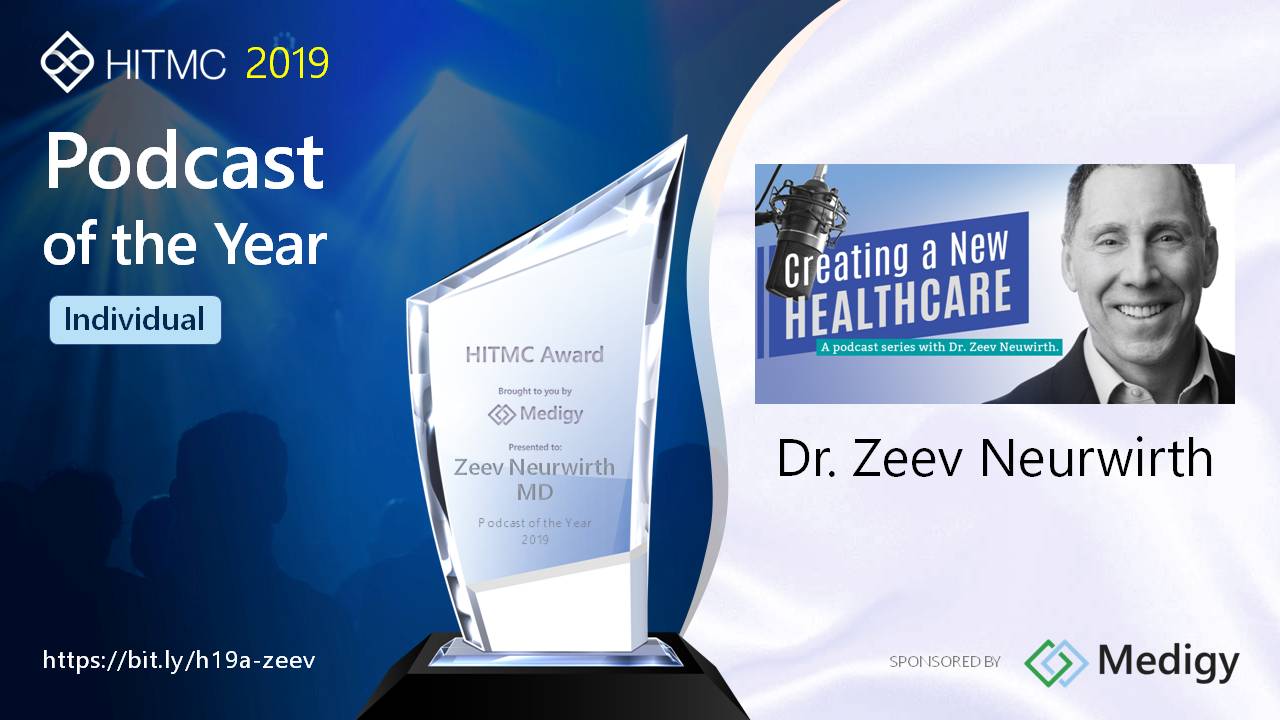 HITMC 2019
Podcast
of the Year
Individual
HITMC Award
Brought to you by
Medigy
Presented to:
Zeev Neurwirth
MD
Podcast of the Year
2019
https://bit.ly/h19a-zeev
Creating a New
HEALTHCARE
A podcast series with Dr. Zeev Neuwirth.
Dr. Zeev Neurwirth
SPONSORED BY Medigy